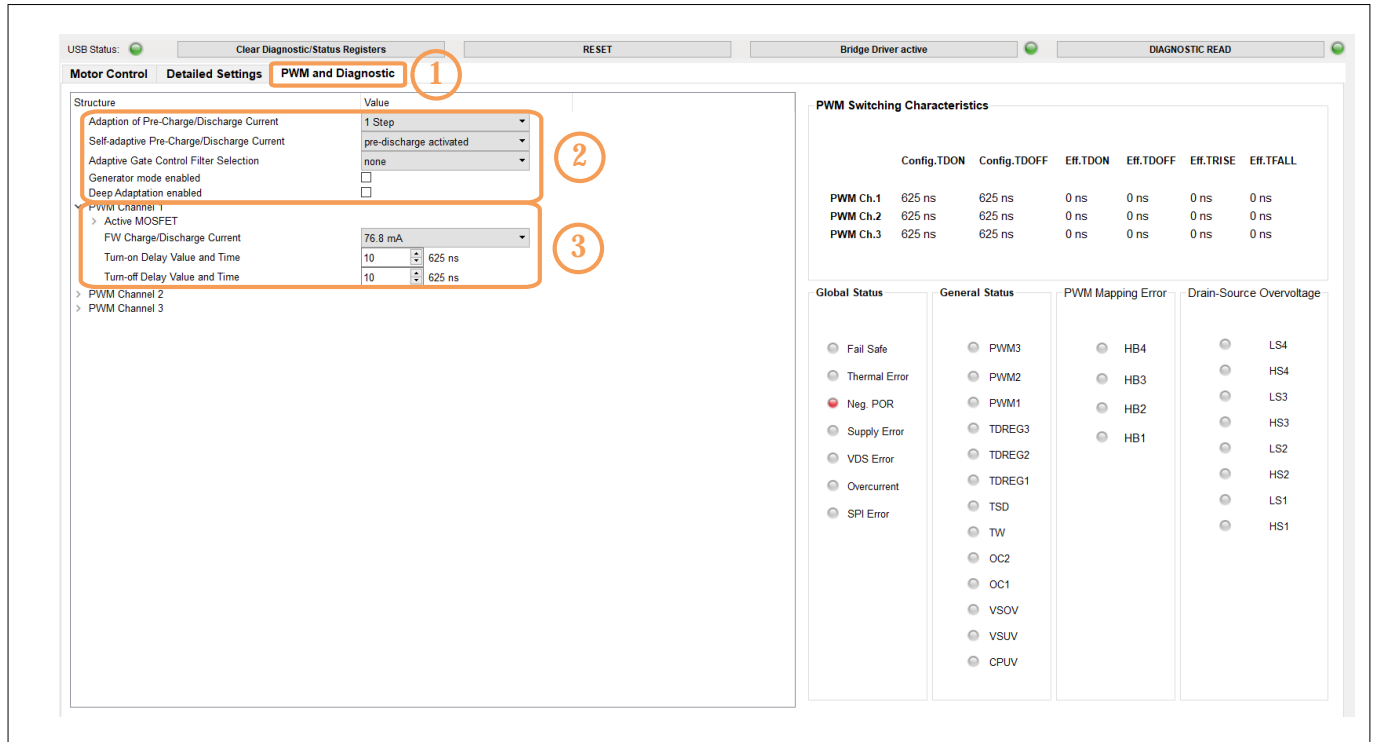 USB Status: Clear Diagnostic/Status Registers RESET Bridge Driver active DIAGNOSTIC READ
Motor Control Detailed Settings PWM and Diagnostic 1
Structure Value
Adaption of Pre-Charge/Discharge Current 1 Step
Self-adaptive Pre-Charge/Discharge Current pre-discharge activated
Adaptive Gate Control Filter Selection none
Generator mode enabled
Deep Adaptation enabled
2
PWM Channel 1
Active MOSFET
FW Charge/Discharge Current 76.8 mA
Turn-on Delay Value and Time 10 625 ns
Turn-off Delay Value and Time 10 625 ns
3
PWM Channel 2
PWM Channel 3
PWM Switching Characteristics
Config.TDON Config.TDOFF Eff.TDON Eff.TDOFF Eff.TRISE Eff.TFALL
PWM Ch.1 625 ns 625 ns 0 ns 0 ns 0 ns 0 ns
PWM Ch.2 625 ns 625 ns 0 ns 0 ns 0 ns 0 ns
PWM Ch.3 625 ns 625 ns 0 ns 0 ns 0 ns 0 ns
Global Status
Fail Safe
Thermal Error
Neg. POR
Supply Error
VDS Error
Overcurrent
SPI Error
General Status
PWM3
PWM2
PWM1
TDREG3
TDREG2
TDREG1
TSD
TW
OC2
OC1
VSOV
VSUV
CPUV
PWM Mapping Error
HB4
HB3
HB2
HB1
Drain-Source Overvoltage
LS4
HS4
LS3
HS3
LS2
HS2
LS1
HS1